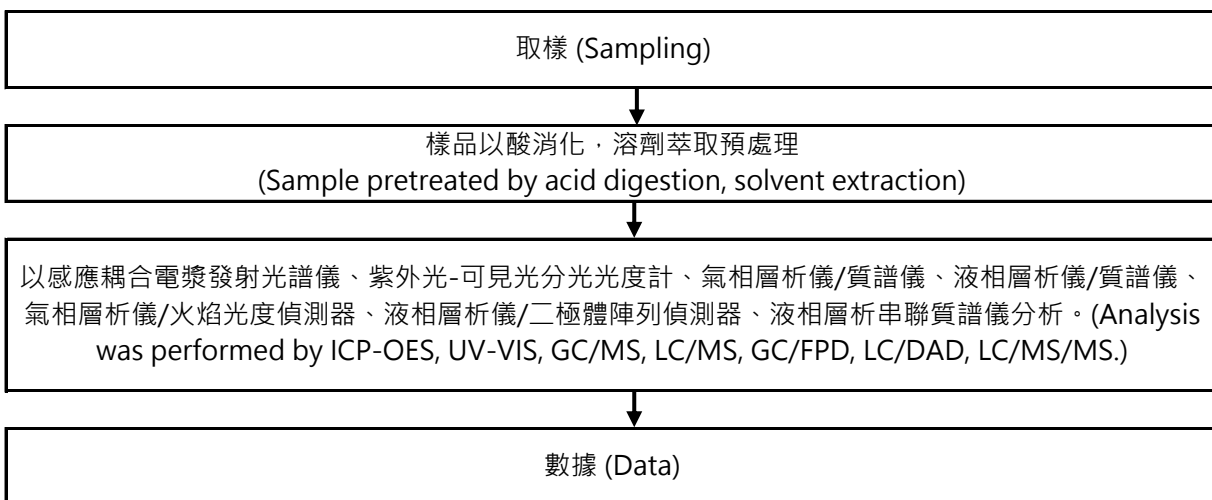 取樣 (Sampling)
樣品以酸消化，溶劑萃取預處理
(Sample pretreated by acid digestion, solvent extraction)
以感應耦合電漿發射光譜儀、紫外光-可見光分光光度計、氣相層析儀/質譜儀、液相層析儀/質譜儀、
氣相層析儀/火焰光度偵測器、液相層析儀/二極體陣列偵測器、液相層析串聯質譜儀分析。(Analysis
was performed by ICP-OES, UV-VIS, GC/MS, LC/MS, GC/FPD, LC/DAD, LC/MS/MS.)
數據 (Data)